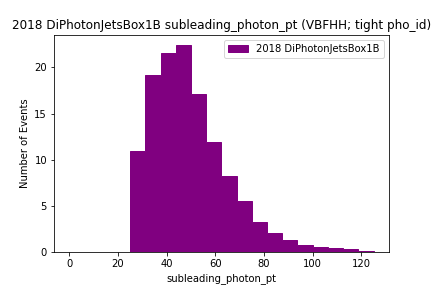 2018 DiPhotonJetsBox1B subleading_photon_pt (VBFHH; tight pho_id)
2018 DiPhotonJetsBox1B
Number of Events
20
15
10
5
0
0 20 40 60 80 100 120
subleading_photon_pt